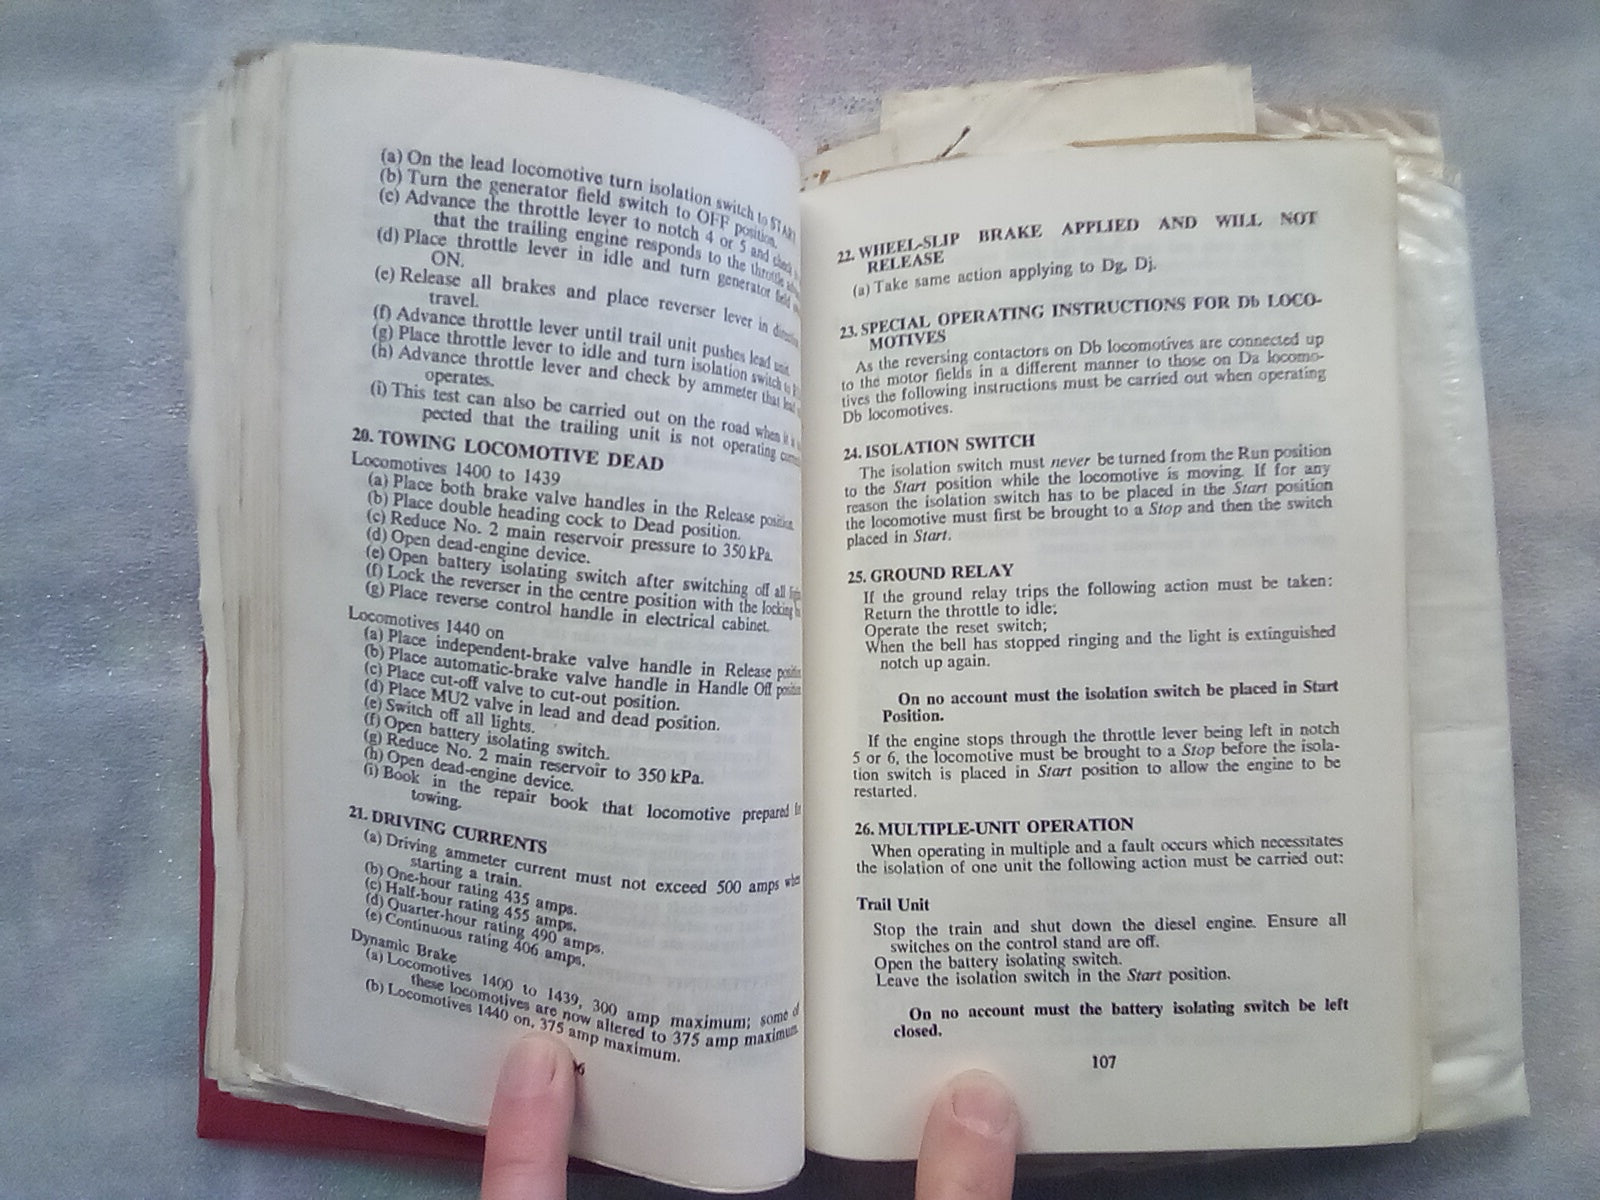 (a) On the lead locomotive turn isolation switch to START
(b) Turn the generator field switch to OFF position.
(c) Advance the throttle lever to notch 4 or 5 and check
that the trailing engine responds to the throttle
(d) Place throttle lever in idle and turn generator field
ON.
(e) Release all brakes and place reverser lever in
travel.
(f) Advance throttle lever until trail unit pushes lead unit.
(g) Place throttle lever to idle and turn isolation switch to
(h) Advance throttle lever and check by ammeter that
operates.
(i) This test can also be carried out on the road when it is
pected that the trailing unit is not operating
20. TOWING LOCOMOTIVE DEAD
Locomotives 1400 to 1439
(a) Place both brake valve handles in the Release position.
(b) Place double heading cock to Dead position.
(c) Reduce No. 2 main reservoir pressure to 350 kPa.
(d) Open dead-engine device.
(e) Open battery isolating switch after switching off all
(f) Lock the reverser in the centre position with the locking
(g) Place reverse control handle in electrical cabinet.
Locomotives 1440 on
(a) Place independent-brake valve handle in Release
(b) Place automatic-brake valve handle in Handle Off
(c) Place cut-off valve to cut-out position.
(d) Place MU2 valve in lead and dead position.
(e) Switch off all lights.
(f) Open battery isolating switch.
(g) Reduce No. 2 main reservoir to 350 kPa.
(h) Open dead-engine device.
(i) Book in the repair book that locomotive prepared
towing.
21. DRIVING CURRENTS
(a) Driving ammeter current must not exceed 500 amps when
starting a train.
(b) One-hour rating 435 amps.
(c) Half-hour rating 455 amps.
(d) Quarter-hour rating 490 amps.
(e) Continuous rating 406 amps.
Dynamic Brake
(a) Locomotives 1400 to 1439, 300 amp maximum; some of
these locomotives are now altered to 375 amp maximum.
(b) Locomotives 1440 on, 375 amp maximum.
22. WHEEL-SLIP BRAKE APPLIED AND WILL NOT
RELEASE
(a) Take same action applying to Dg, Dj.
23. SPECIAL OPERATING INSTRUCTIONS FOR Db LOCO-
MOTIVES
As the reversing contactors on Db locomotives are connected up
to the motor fields in a different manner to those on Da locomo-
tives the following instructions must be carried out when operating
Db locomotives.
24. ISOLATION SWITCH
The isolation switch must never be turned from the Run position
to the Start position while the locomotive is moving. If for any
reason the isolation switch has to be placed in the Start position
the locomotive must first be brought to a Stop and then the switch
placed in Start.
25. GROUND RELAY
If the ground relay trips the following action must be taken:
Return the throttle to idle;
Operate the reset switch;
When the bell has stopped ringing and the light is extinguished
notch up again.
On no account must the isolation switch be placed in Start
Position.
If the engine stops through the throttle lever being left in notch
5 or 6, the locomotive must be brought to a Stop before the isola-
tion switch is placed in Start position to allow the engine to be
restarted.
26. MULTIPLE-UNIT OPERATION
When operating in multiple and a fault occurs which necessitates
the isolation of one unit the following action must be carried out:
Trail Unit
Stop the train and shut down the diesel engine. Ensure all
switches on the control stand are off.
Open the battery isolating switch.
Leave the isolation switch in the Start position.
On no account must the battery isolating switch be left
closed.
107